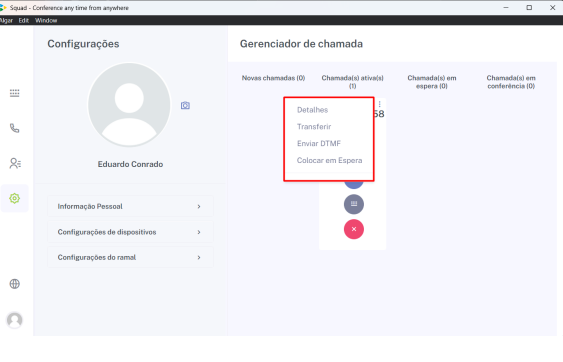 Squad - Conference any time from anywhere
Algar Edit Window
Configurações
Gerenciador de chamada
Novas chamadas (0)
Chamada(s) ativa(s)
(1)
Chamada(s) em
espera (0)
Chamada(s) em
conferência (0)
Detalhes
58
Transferir
Enviar DTMF
Colocar em Espera
Eduardo Conrado
Informação Pessoal
Configurações de dispositivos
Configurações do ramal